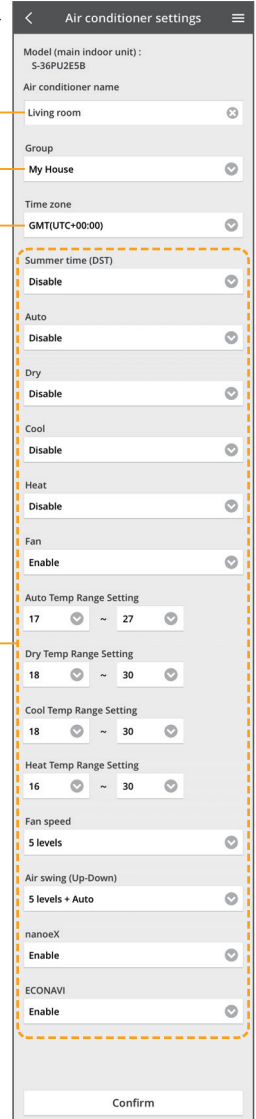 Air conditioner settings
Model (main indoor unit) :
S-36PU2E5B
Air conditioner name
Living room
Group
My House
Time zone
GMT(UTC+00:00)
Summer time (DST)
Disable
Auto
Disable
Dry
Disable
Cool
Disable
Heat
Disable
Fan
Enable
Auto Temp Range Setting
17 ~ 27
Dry Temp Range Setting
18 ~ 30
Cool Temp Range Setting
18 ~ 30
Heat Temp Range Setting
16 ~ 30
Fan speed
5 levels
Air swing (Up-Down)
5 levels + Auto
nanoeX
Enable
ECONAVI
Enable
Confirm